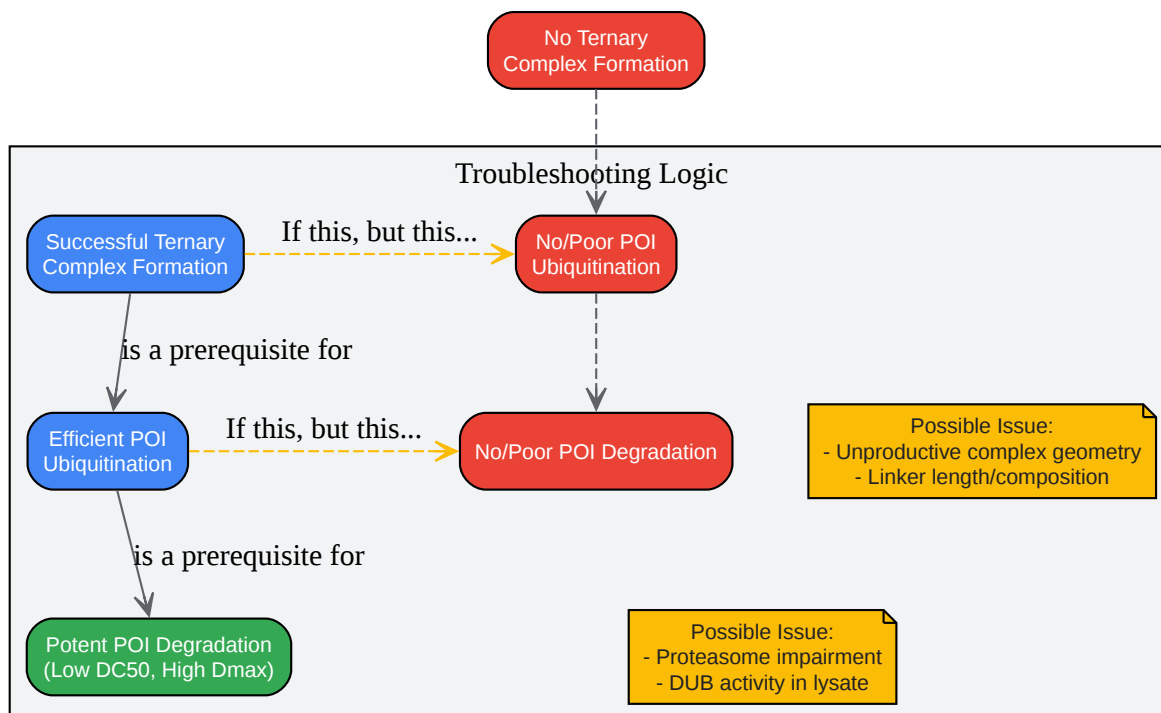 No Ternary
Complex Formation
Troubleshooting Logic
Successful Ternary
Complex Formation
If this, but this...
No/Poor POI
Ubiquitination
is a prerequisite for
Efficient POI
Ubiquitination
If this, but this...
No/Poor POI Degradation
Possible Issue:
- Unproductive complex geometry
- Linker length/composition
is a prerequisite for
Potent POI Degradation
(Low DC50, High Dmax)
Possible Issue:
- Proteasome impairment
- DUB activity in lysate